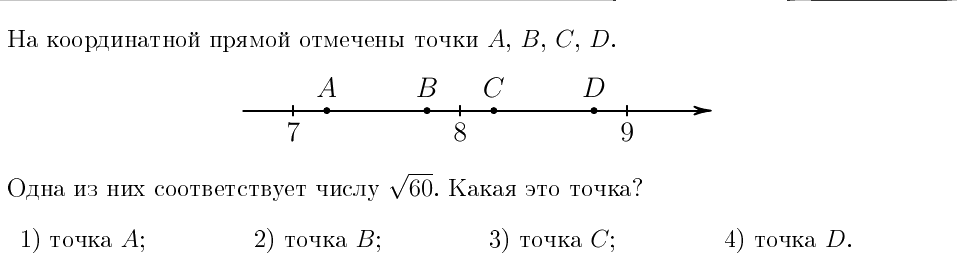 На координатной прямой отмечены точки A, B, C, D.
A B C D
7 8 9
Одна из них соответствует числу √60. Какая это точка?
1) точка A; 2) точка B; 3) точка C; 4) точка D.